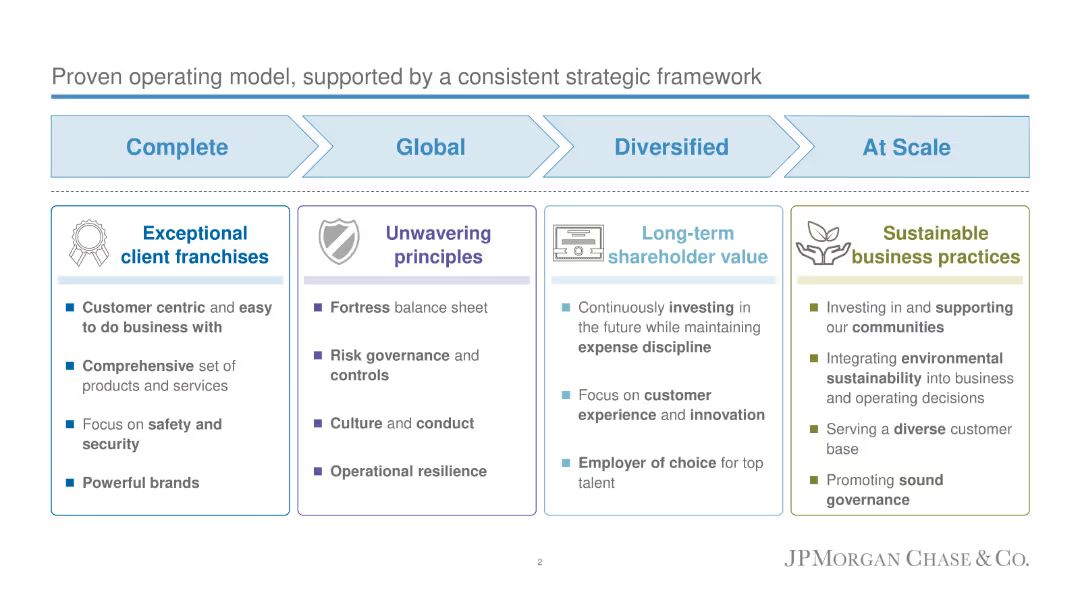 Proven operating model, supported by a consistent strategic framework
Complete
Global
Diversified
At Scale
Exceptional
client franchises
■ Customer centric and easy
to do business with
■ Comprehensive set of
products and services
■ Focus on safety and
security
■ Powerful brands
Unwavering
principles
■ Fortress balance sheet
■ Risk governance and
controls
■ Culture and conduct
■ Operational resilience
Long-term
shareholder value
■ Continuously investing in
the future while maintaining
expense discipline
■ Focus on customer
experience and innovation
■ Employer of choice for top
talent
Sustainable
business practices
■ Investing in and supporting
our communities
■ Integrating environmental
sustainability into business
and operating decisions
■ Serving a diverse customer
base
■ Promoting sound
governance
2
JPMORGAN CHASE & CO.